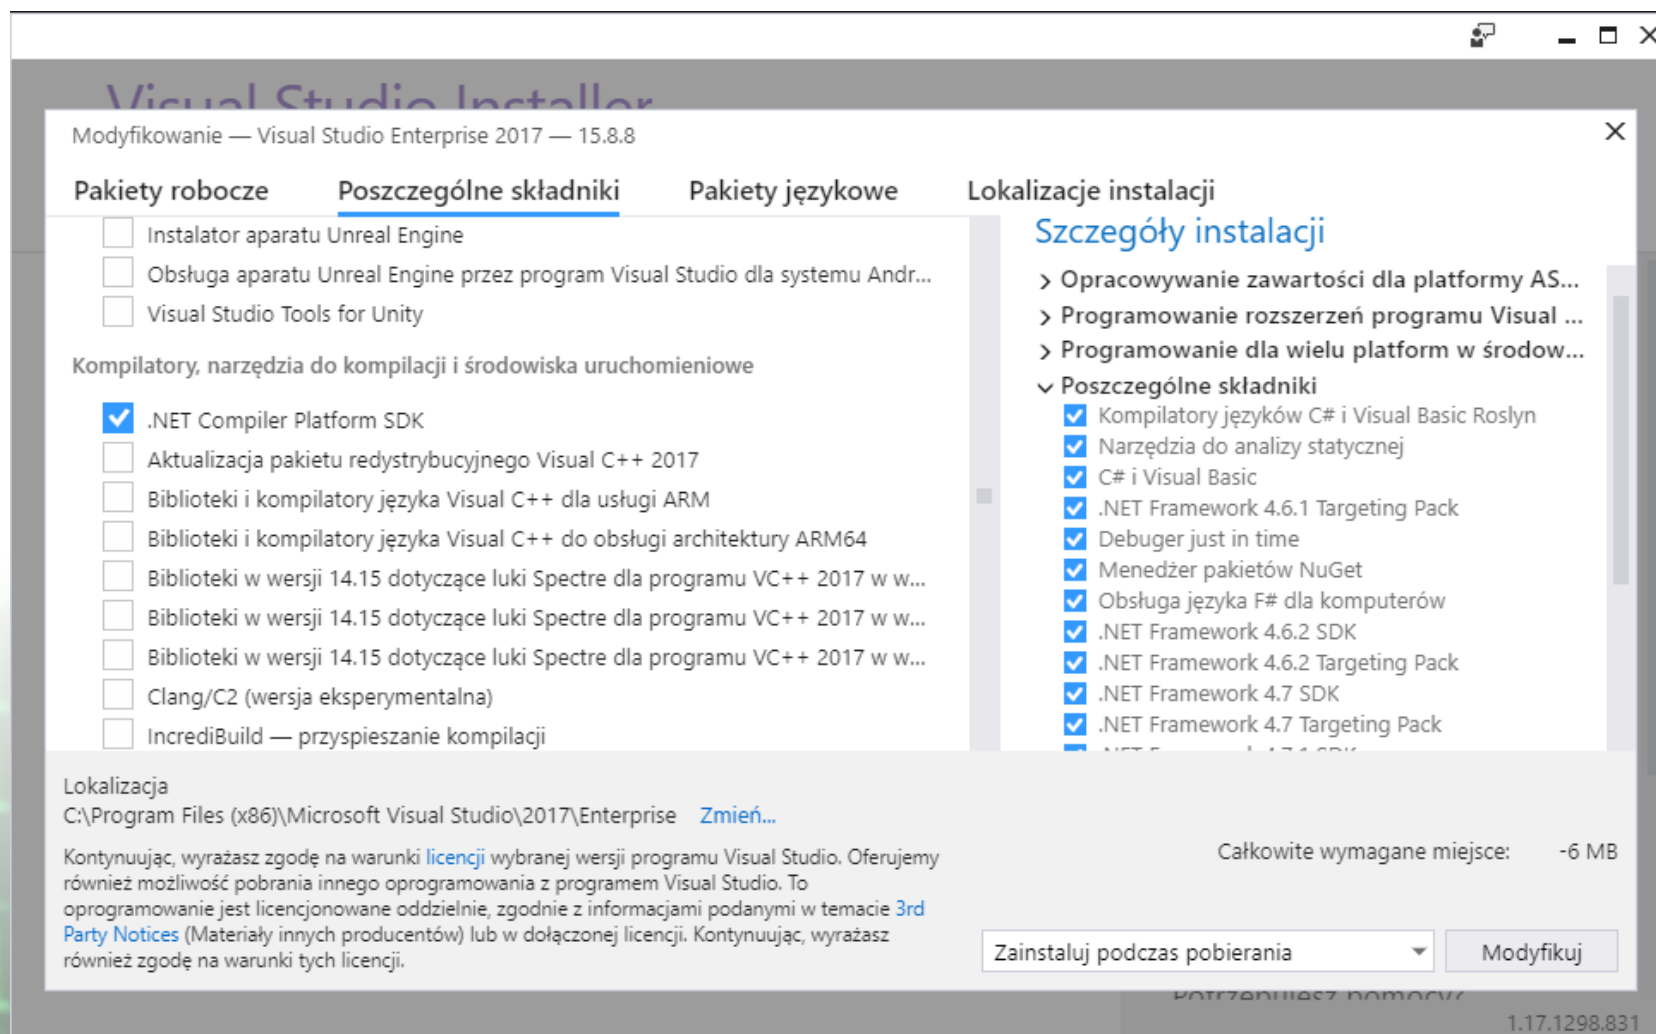 Visual Studio Installer
Modyfikowanie — Visual Studio Enterprise 2017 — 15.8.8
Pakiety robocze
Poszczególne składniki
Pakiety językowe
Lokalizacje instalacji
Instalator aparatu Unreal Engine
Obsługa aparatu Unreal Engine przez program Visual Studio dla systemu Andr...
Visual Studio Tools for Unity
Kompilatory, narzędzia do kompilacji i środowiska uruchomieniowe
.NET Compiler Platform SDK
Aktualizacja pakietu redystrybucyjnego Visual C++ 2017
Biblioteki i kompilatory języka Visual C++ dla usługi ARM
Biblioteki i kompilatory języka Visual C++ do obsługi architektury ARM64
Biblioteki w wersji 14.15 dotyczące luki Spectre dla programu VC++ 2017 w w...
Biblioteki w wersji 14.15 dotyczące luki Spectre dla programu VC++ 2017 w w...
Biblioteki w wersji 14.15 dotyczące luki Spectre dla programu VC++ 2017 w w...
Clang/C2 (wersja eksperymentalna)
IncrediBuild — przyspieszanie kompilacji
Szczegóły instalacji
Opracowywanie zawartości dla platformy AS...
Programowanie rozszerzeń programu Visual ...
Programowanie dla wielu platform w środow...
Poszczególne składniki
Kompilatory języków C# i Visual Basic Roslyn
Narzędzia do analizy statycznej
C# i Visual Basic
.NET Framework 4.6.1 Targeting Pack
Debuger just in time
Menedżer pakietów NuGet
Obsługa języka F# dla komputerów
.NET Framework 4.6.2 SDK
.NET Framework 4.6.2 Targeting Pack
.NET Framework 4.7 SDK
.NET Framework 4.7 Targeting Pack
.NET Framework 4.7.1 SDK
Lokalizacja
C:\Program Files (x86)\Microsoft Visual Studio\2017\Enterprise Zmień...
Kontynuując, wyrażasz zgodę na warunki licencji wybranej wersji programu Visual Studio. Oferujemy
również możliwość pobrania innego oprogramowania z programem Visual Studio. To
oprogramowanie jest licencjonowane oddzielnie, zgodnie z informacjami podanymi w temacie 3rd
Party Notices (Materiały innych producentów) lub w dołączonej licencji. Kontynuując, wyrażasz
również zgodę na warunki tych licencji.
Całkowite wymagane miejsce: -6 MB
Zainstaluj podczas pobierania
Modyfikuj
Potrzebujesz pomocy?
1.17.1298.831